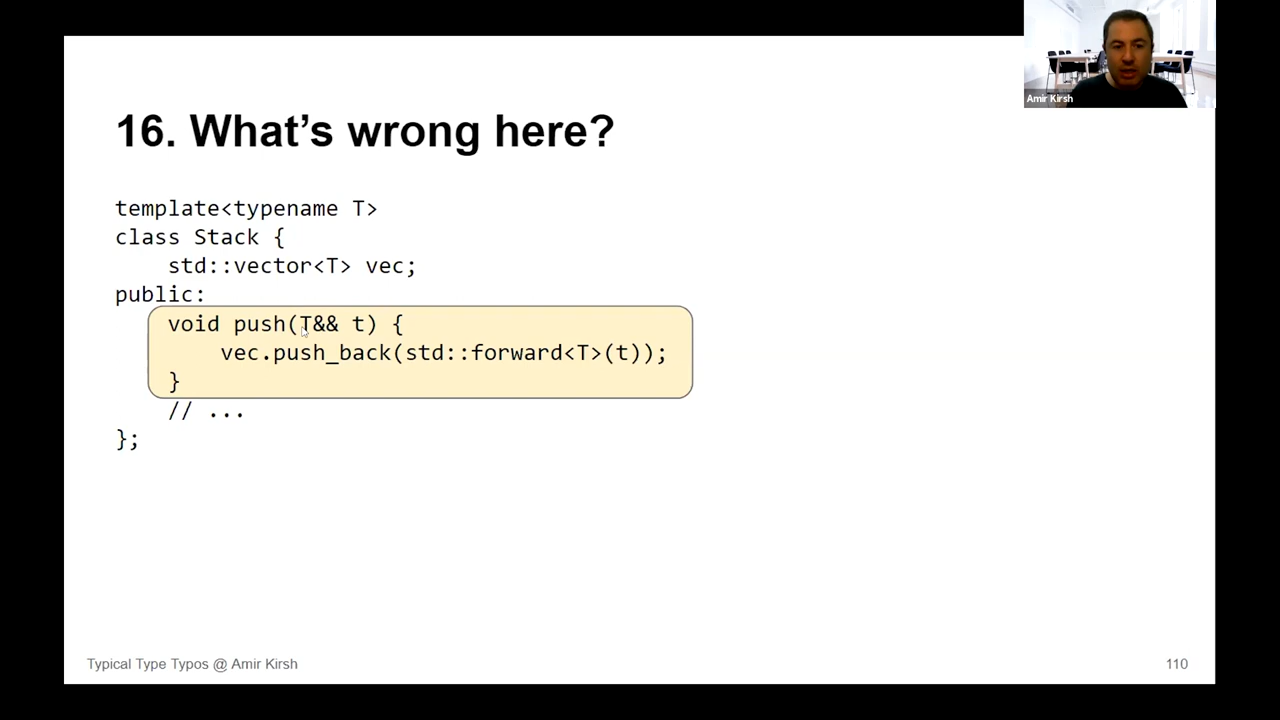 Amir Kirsh
16. What's wrong here?
template<typename T>
class Stack {
    std::vector<T> vec;
public:
    void push(T&& t) {
        vec.push_back(std::forward<T>(t));
    }
    // ...
};
Typical Type Typos @ Amir Kirsh
110